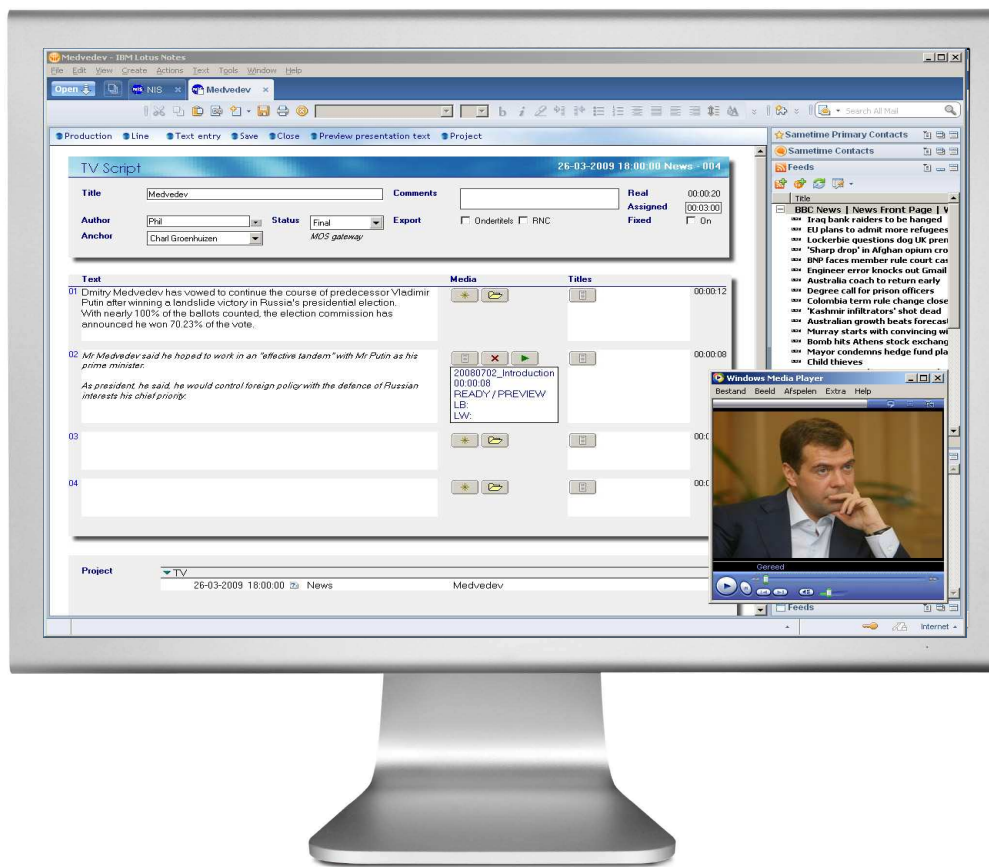 Medvedev - IBM Lotus Notes
File Edit View Create Actions Text Tools Window Help
Open NIS Medvedev
Search All Mail
Production Line Text entry Save Close Preview presentation text Project
TV Script 26-03-2009 18:00:00 News - 004
Title Medvedev Comments Real 00:00:20
Assigned 00:03:00
Author Phil Status Final Export Ondertitels RNC Fixed On
Anchor Charl Groenhuizen MOS gateway
Text Media Titles
01 Dmitry Medvedev has vowed to continue the course of predecessor Vladimir 00:00:12
Putin after winning a landslide victory in Russia's presidential election.
With nearly 100% of the ballots counted, the election commission has
announced he won 70.23% of the vote.
02 Mr Medvedev said he hoped to work in an "effective tandem" with Mr Putin as his 00:00:08
prime minister.
As president, he said, he would control foreign policy with the defence of Russian
interests his chief priority.
20080702_Introduction
00:00:08
READY / PREVIEW
LB:
LW:
03 00:0
04 00:0
Project TV
26-03-2009 18:00:00 News Medvedev
Sametime Primary Contacts
Sametime Contacts
Feeds
Title
BBC News | News Front Page |
Iraq bank raiders to be hanged
EU plans to admit more refugees
Lockerbie questions dog UK pren
'Sharp drop' in Afghan opium cro
BNP faces member rule court cas
Engineer error knocks out Gmail
Australia coach to return early
Degree call for prison officers
Colombia term rule change close
'Kashmir infiltrators' shot dead
Australian growth beats forecast
Murray starts with convincing wi
Bomb hits Athens stock exchang
Mayor condemns hedge fund pla
Child thieves
Windows Media Player
Bestand Beeld Afspelen Extra Help
Gereed
Feeds
Internet